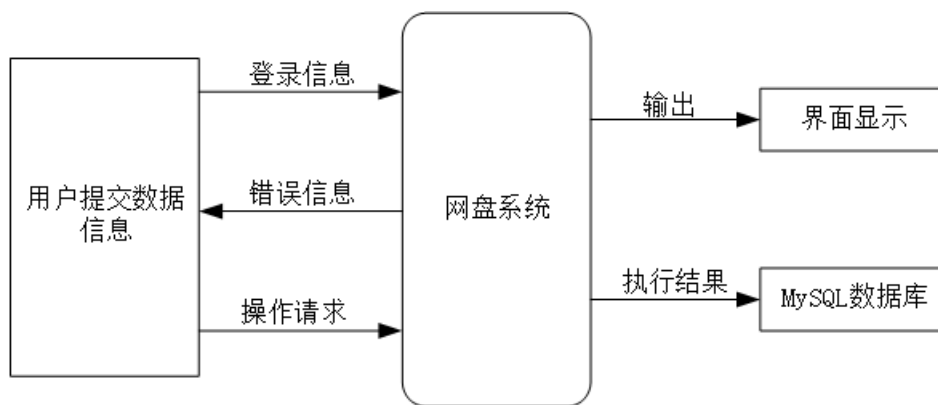 登录信息
输出
界面显示
用户提交数据
信息
错误信息
网盘系统
执行结果
MySQL数据库
操作请求